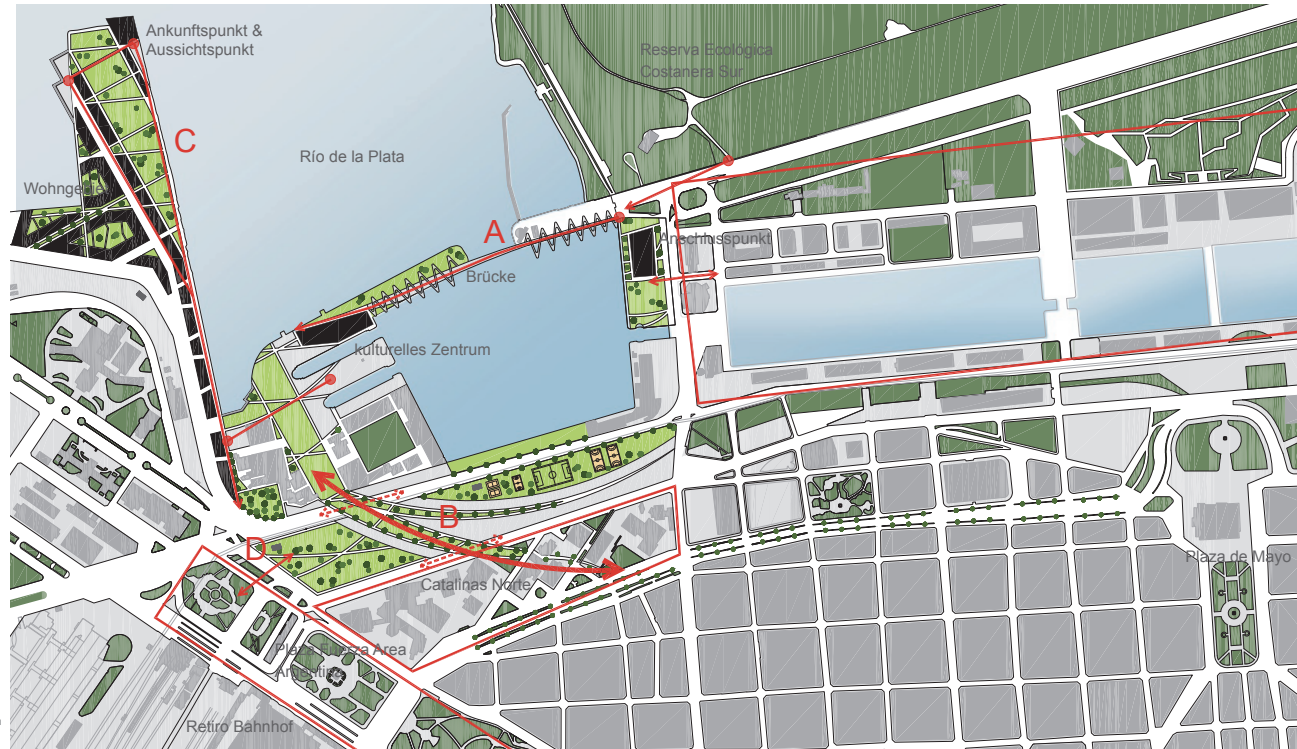 Ankunftspunkt &
Aussichtspunkt
Reserva Ecológica
Costanera Sur
C
Río de la Plata
Wohngebiet
A
Anschlusspunkt
Brücke
kulturelles Zentrum
B
D
Catalinas Norte
Plaza de Mayo
Plaza Fuerza Area
Argentina
Retiro Bahnhof